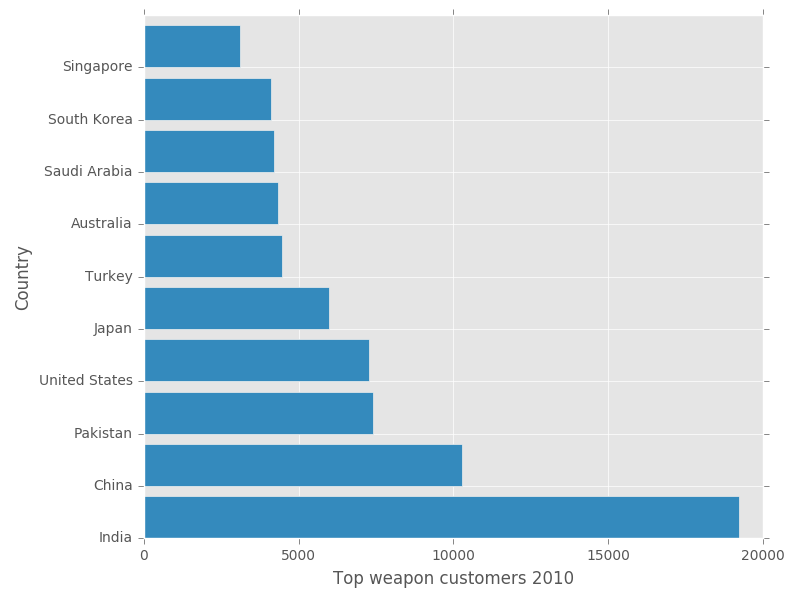 Country
Singapore
South Korea
Saudi Arabia
Australia
Turkey
Japan
United States
Pakistan
China
India
0 5000 10000 15000 20000
Top weapon customers 2010